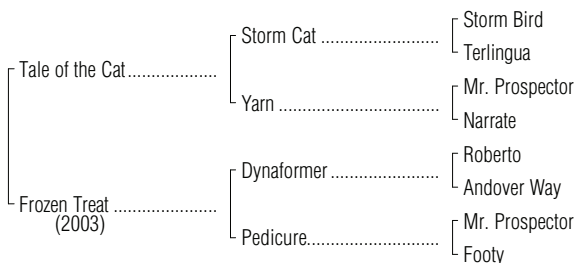 Storm Bird
Storm Cat ........................
Terlingua
Tale of the Cat..................
Mr. Prospector
Yarn .................................
Narrate
Roberto
Dynaformer ......................
Andover Way
Frozen Treat .....................
(2003)
Mr. Prospector
Pedicure...........................
Footy